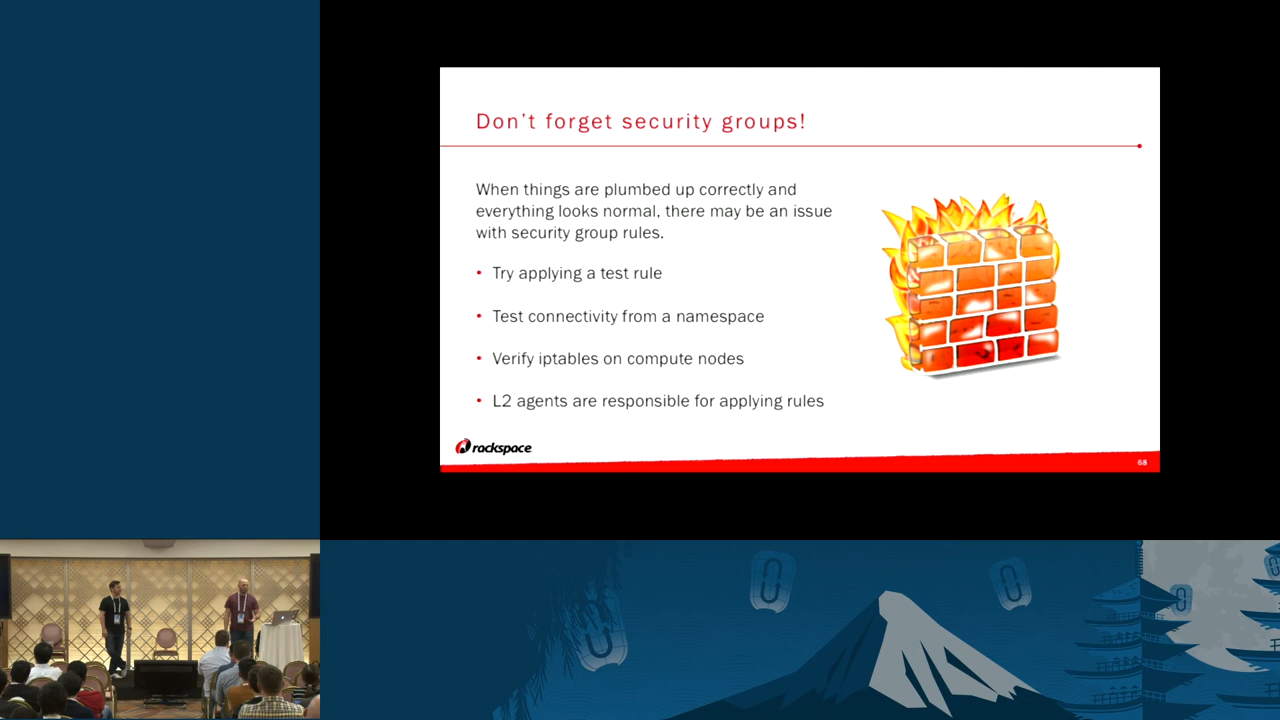 Don't forget security groups!
When things are plumbed up correctly and
everything looks normal, there may be an issue
with security group rules.
• Try applying a test rule
• Test connectivity from a namespace
• Verify iptables on compute nodes
• L2 agents are responsible for applying rules
rackspace
68